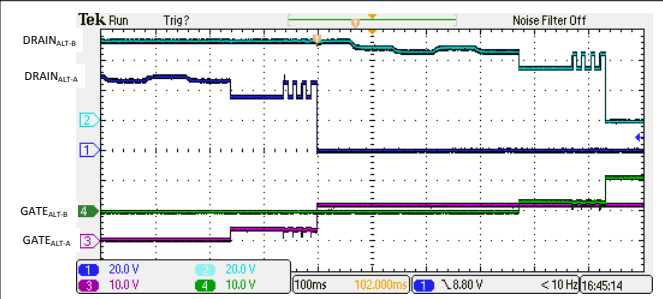 Tek Run Trig? Noise Filter Off
DRAINALT-B
T
DRAINALT-A
2
1
GATEALT-B 4
GATEALT-A 3
1 20.0 V 2 20.0 V
3 10.0 V 4 10.0 V
100ms 102.000ms 1 \ 8.80 V < 10 Hz 16:45:14